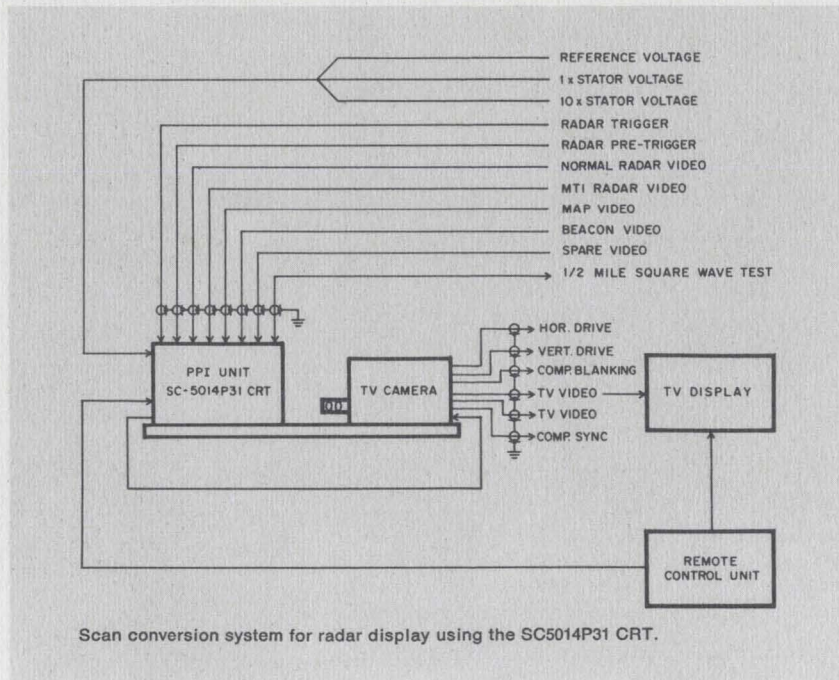 REFERENCE VOLTAGE
1 x STATOR VOLTAGE
10 x STATOR VOLTAGE
RADAR TRIGGER
RADAR PRE-TRIGGER
NORMAL RADAR VIDEO
MTI RADAR VIDEO
MAP VIDEO
BEACON VIDEO
SPARE VIDEO
1/2 MILE SQUARE WAVE TEST
PPI UNIT
SC-5014P31 CRT
TV CAMERA
HOR. DRIVE
VERT. DRIVE
COMP. BLANKING
TV VIDEO
TV VIDEO
COMP. SYNC
TV DISPLAY
REMOTE
CONTROL UNIT
Scan conversion system for radar display using the SC5014P31 CRT.